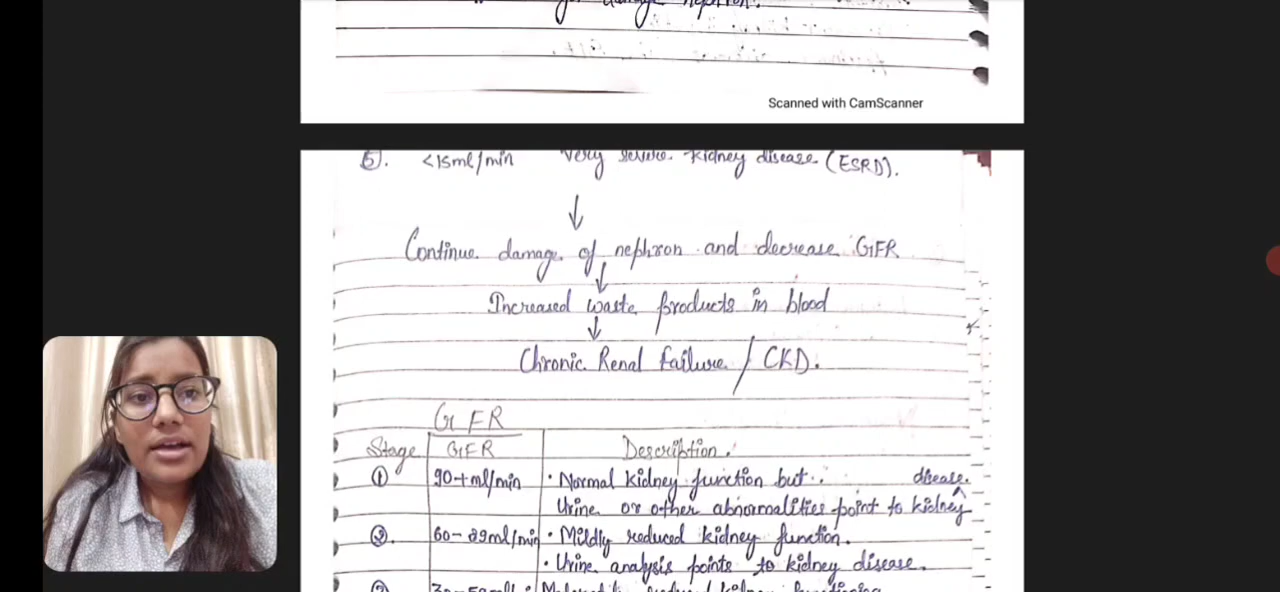 damage nephron.
Scanned with CamScanner
5). <15ml/min Very severe kidney disease (ESRD).
↓
Continue damage of nephron and decrease GFR
↓
Increased waste products in blood
↓
Chronic Renal failure / CKD.
GFR
Stage GFR Description.
① 90+ml/min • Normal kidney function but disease.
Urine or other abnormalities point to kidney
②. 60-89ml/min • Mildly reduced kidney function.
• Urine analysis points to kidney disease.